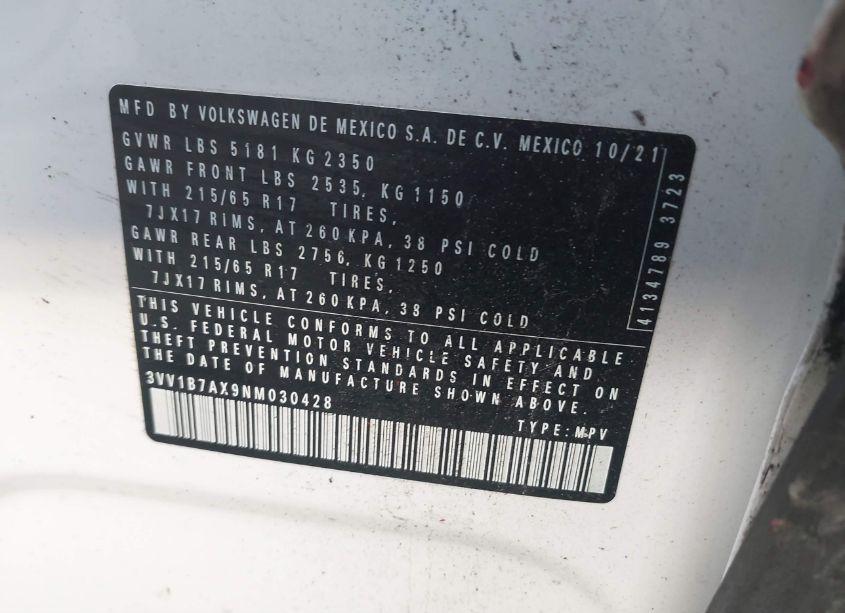 MFD BY VOLKSWAGEN DE MEXICO S.A. DE C.V. MEXICO 10/21
GVWR LBS 5181 KG 2350
GAWR FRONT LBS 2535, KG 1150
WITH 215/65 R17 TIRES,
7JX17 RIMS, AT 260 KPA, 38 PSI COLD
GAWR REAR LBS 2756, KG 1250
WITH 215/65 R17 TIRES,
7JX17 RIMS, AT 260 KPA, 38 PSI COLD
THIS VEHICLE CONFORMS TO ALL APPLICABLE
U.S. FEDERAL MOTOR VEHICLE SAFETY AND
THEFT PREVENTION STANDARDS IN EFFECT ON
THE DATE OF MANUFACTURE SHOWN ABOVE.
3VV1B7AX9NM030428
TYPE: MPV
4134789 3723